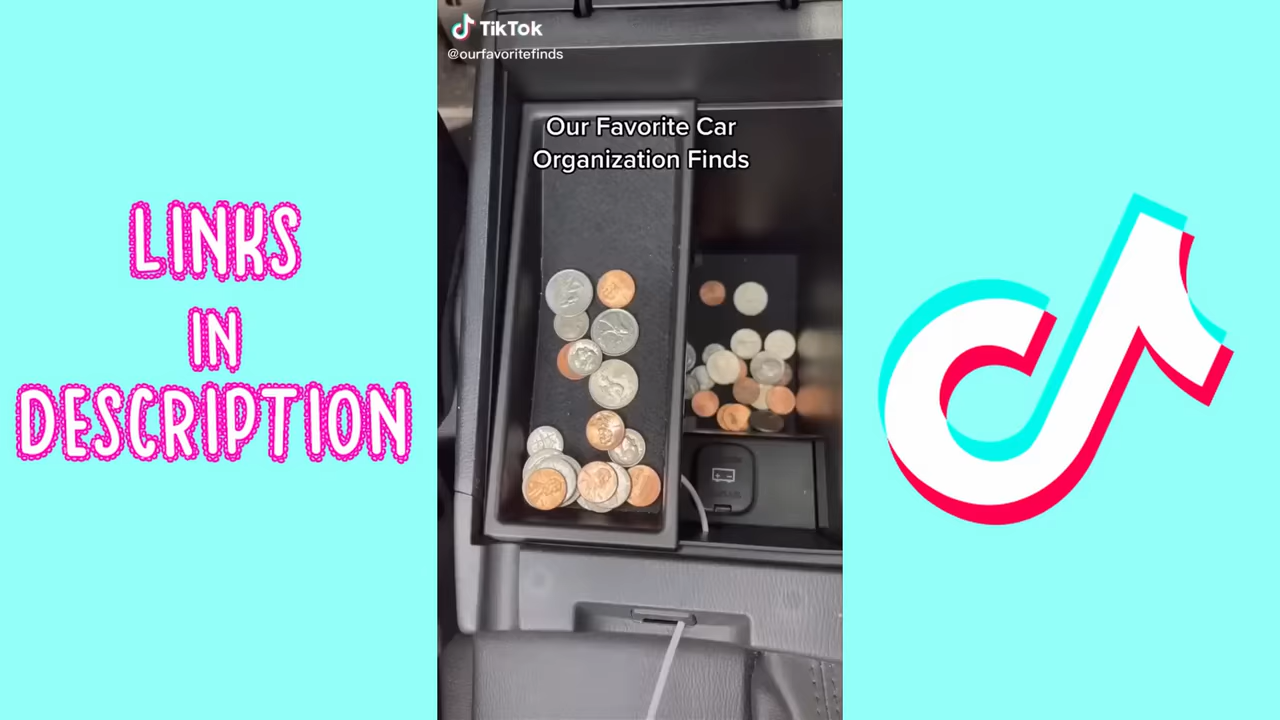 TikTok
@ourfavoritefinds
Our Favorite Car
Organization Finds
LINKS
IN
DESCRIPTION